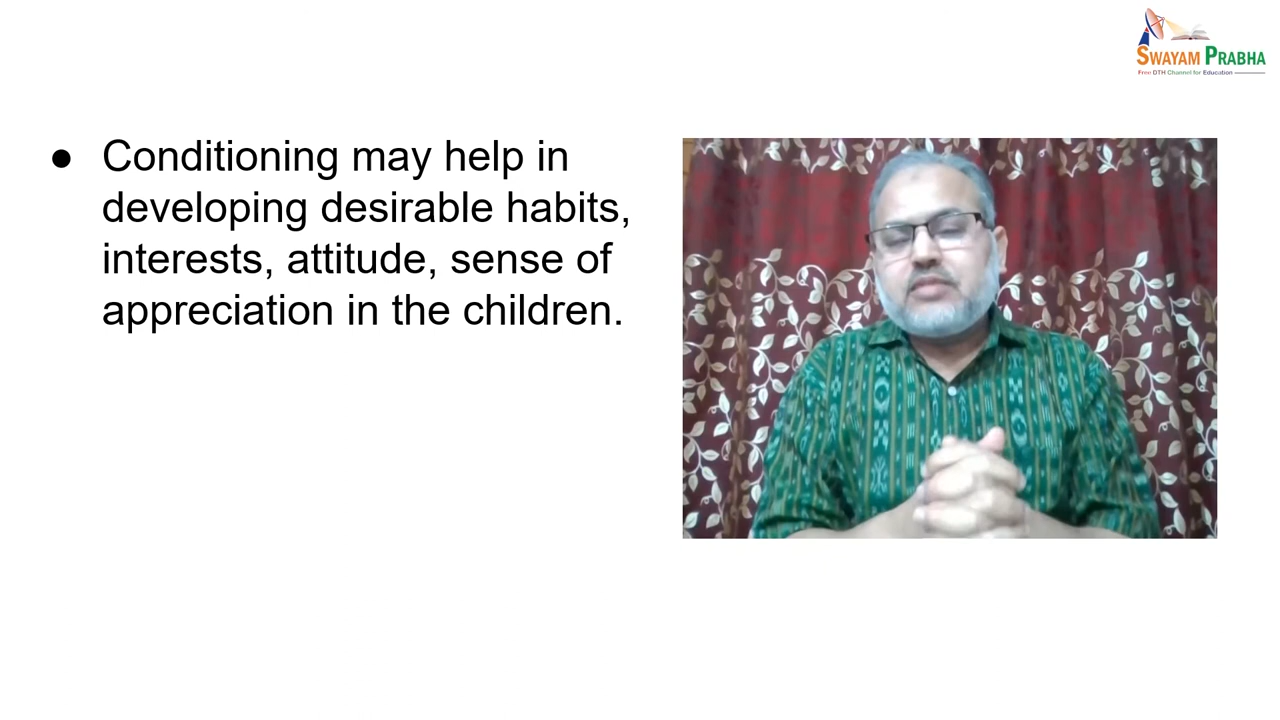 SWAYAM PRABHA
Free DTH Channel for Education
● Conditioning may help in
developing desirable habits,
interests, attitude, sense of
appreciation in the children.